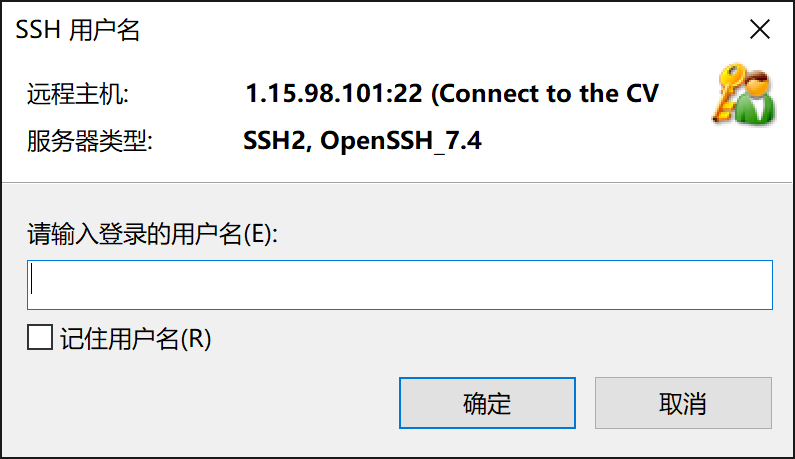 SSH 用户名
远程主机: 1.15.98.101:22 (Connect to the CV
服务器类型: SSH2, OpenSSH_7.4
请输入登录的用户名(E):
记住用户名(R)
确定 取消